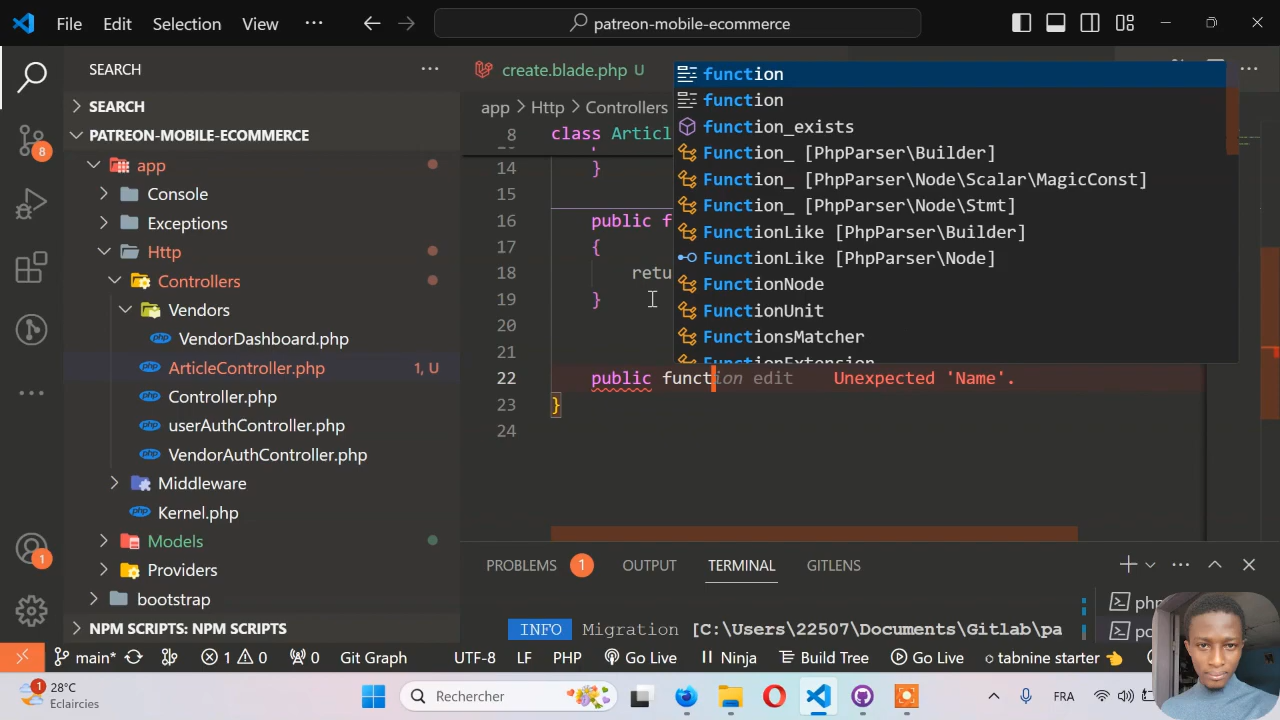 File Edit Selection View ··· patreon-mobile-ecommerce
SEARCH
SEARCH
PATREON-MOBILE-ECOMMERCE
app
Console
Exceptions
Http
Controllers
Vendors
VendorDashboard.php
ArticleController.php 1, U
Controller.php
userAuthController.php
VendorAuthController.php
Middleware
Kernel.php
Models
Providers
bootstrap
NPM SCRIPTS: NPM SCRIPTS
create.blade.php U
app > Http > Controllers
8 class Articl
14 }
15
16 public f
17 {
18 retu
19 }
20
21
22 public function edit Unexpected 'Name'.
23 }
24
function
function
function_exists
Function_ [PhpParser\Builder]
Function_ [PhpParser\Node\Scalar\MagicConst]
Function_ [PhpParser\Node\Stmt]
FunctionLike [PhpParser\Builder]
FunctionLike [PhpParser\Node]
FunctionNode
FunctionUnit
FunctionsMatcher
FunctionExtension
PROBLEMS 1 OUTPUT TERMINAL GITLENS
INFO Migration [C:\Users\22507\Documents\Gitlab\pa
php
po
8
1
main* 1 0 0 Git Graph UTF-8 LF PHP Go Live Ninja Build Tree Go Live tabnine starter
1
28°C
Eclaircies
Rechercher
FRA